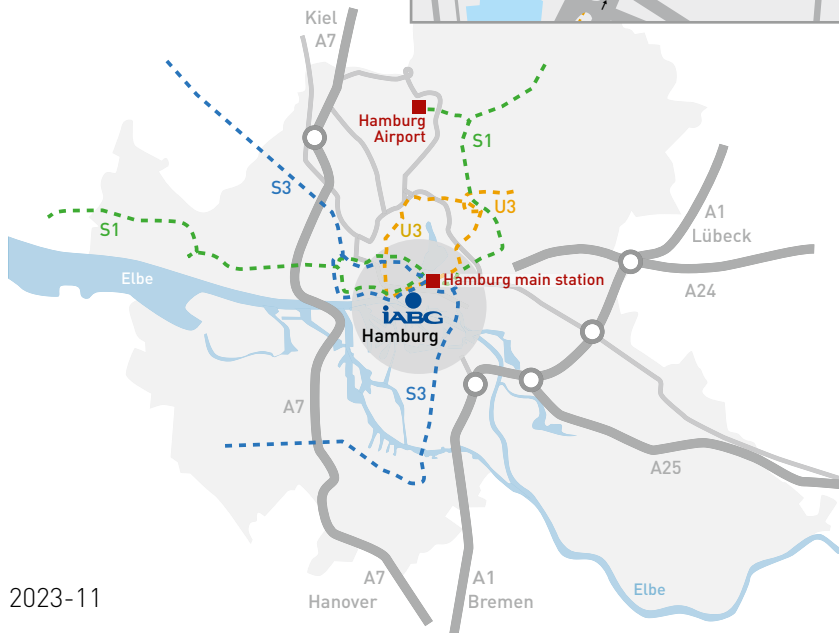 Kiel
A7
Hamburg
Airport
S1
S3
U3
U3
S1
A1
Lübeck
Elbe
Hamburg main station
A24
iABG
Hamburg
S3
A7
A25
A7
Hanover
A1
Bremen
Elbe
2023-11